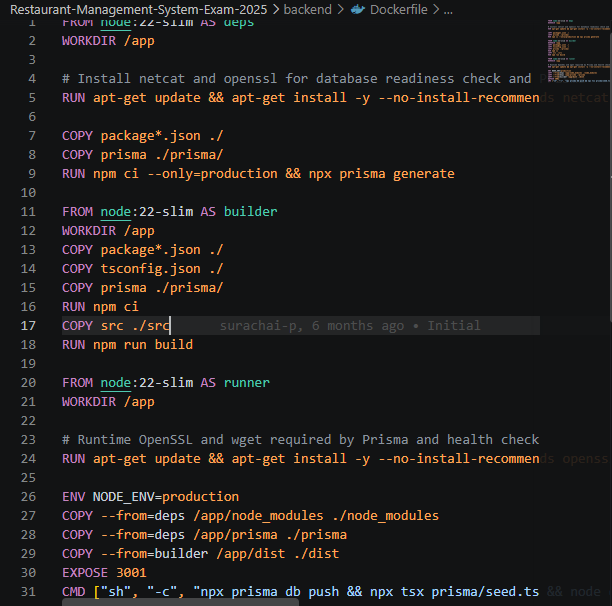 Restaurant-Management-System-Exam-2025 > backend > Dockerfile > ...
1 FROM node:22-slim AS deps
2 WORKDIR /app
3
4 # Install netcat and openssl for database readiness check and
5 RUN apt-get update && apt-get install -y --no-install-recommends netcat
6
7 COPY package*.json ./
8 COPY prisma ./prisma/
9 RUN npm ci --only=production && npx prisma generate
10
11 FROM node:22-slim AS builder
12 WORKDIR /app
13 COPY package*.json ./
14 COPY tsconfig.json ./
15 COPY prisma ./prisma/
16 RUN npm ci
17 COPY src ./src surachai-p, 6 months ago • Initial
18 RUN npm run build
19
20 FROM node:22-slim AS runner
21 WORKDIR /app
22
23 # Runtime OpenSSL and wget required by Prisma and health check
24 RUN apt-get update && apt-get install -y --no-install-recommends openss
25
26 ENV NODE_ENV=production
27 COPY --from=deps /app/node_modules ./node_modules
28 COPY --from=deps /app/prisma ./prisma
29 COPY --from=builder /app/dist ./dist
30 EXPOSE 3001
31 CMD ["sh", "-c", "npx prisma db push && npx tsx prisma/seed.ts && node